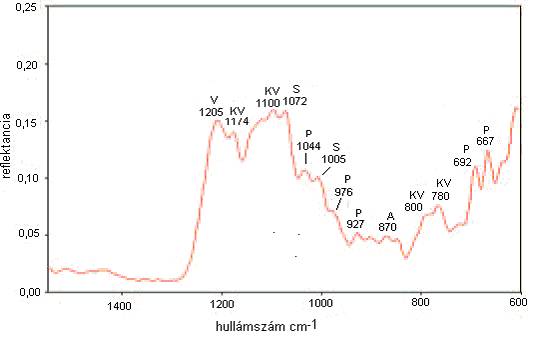 0,25
0,20
0,15
0,10
0,05
0,00
reflektancia
V
1205
KV
1174
KV
1100
S
1072
P
1044
S
1005
P
976
P
927
A
870
KV
800
KV
780
P
692
P
667
1400
1200
1000
800
600
hullámszám cm-1